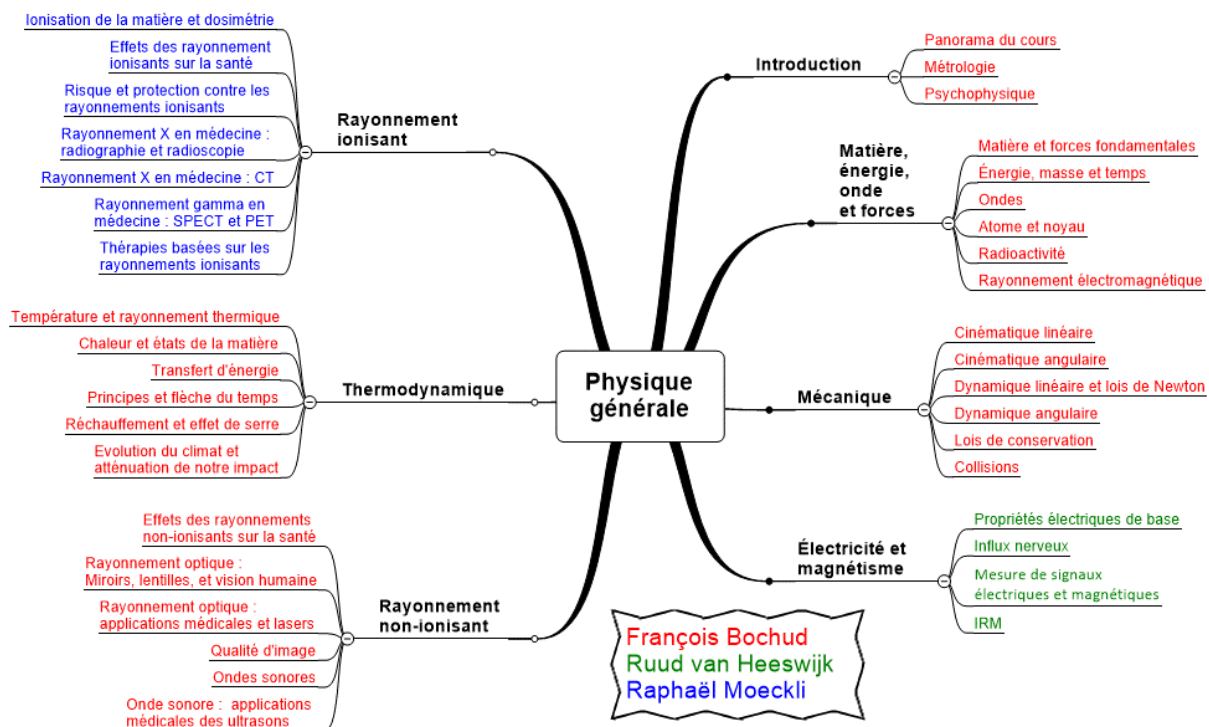 Physique
générale
Introduction
Panorama du cours
Métrologie
Psychophysique
Matière,
énergie,
onde
et forces
Matière et forces fondamentales
Énergie, masse et temps
Ondes
Atome et noyau
Radioactivité
Rayonnement électromagnétique
Mécanique
Cinématique linéaire
Cinématique angulaire
Dynamique linéaire et lois de Newton
Dynamique angulaire
Lois de conservation
Collisions
Électricité et
magnétisme
Propriétés électriques de base
Influx nerveux
Mesure de signaux
électriques et magnétiques
IRM
Rayonnement
ionisant
Ionisation de la matière et dosimétrie
Effets des rayonnement
ionisants sur la santé
Risque et protection contre les
rayonnements ionisants
Rayonnement X en médecine :
radiographie et radioscopie
Rayonnement X en médecine : CT
Rayonnement gamma en
médecine : SPECT et PET
Thérapies basées sur les
rayonnements ionisants
Thermodynamique
Température et rayonnement thermique
Chaleur et états de la matière
Transfert d'énergie
Principes et flèche du temps
Réchauffement et effet de serre
Evolution du climat et
atténuation de notre impact
Rayonnement
non-ionisant
Effets des rayonnements
non-ionisants sur la santé
Rayonnement optique :
Miroirs, lentilles, et vision humaine
Rayonnement optique :
applications médicales et lasers
Qualité d'image
Ondes sonores
Onde sonore : applications
médicales des ultrasons
François Bochud
Ruud van Heeswijk
Raphaël Moeckli